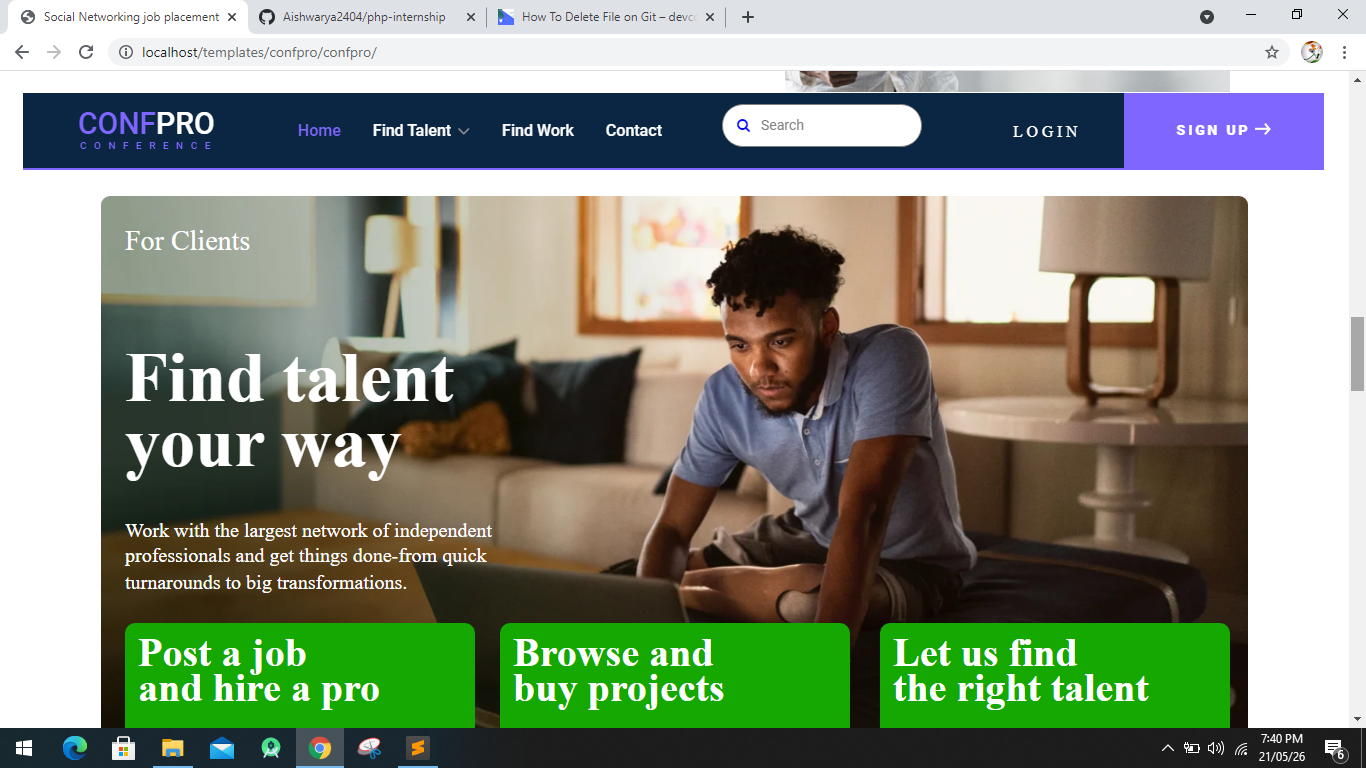 Social Networking job placement
Aishwarya2404/php-internship
How To Delete File on Git – devco
localhost/templates/confpro/confpro/
CONFPRO
CONFERENCE
Home
Find Talent
Find Work
Contact
Search
LOGIN
SIGN UP
For Clients
Find talent
your way
Work with the largest network of independent
professionals and get things done-from quick
turnarounds to big transformations.
Post a job
and hire a pro
Browse and
buy projects
Let us find
the right talent
7:40 PM
21/05/26
6